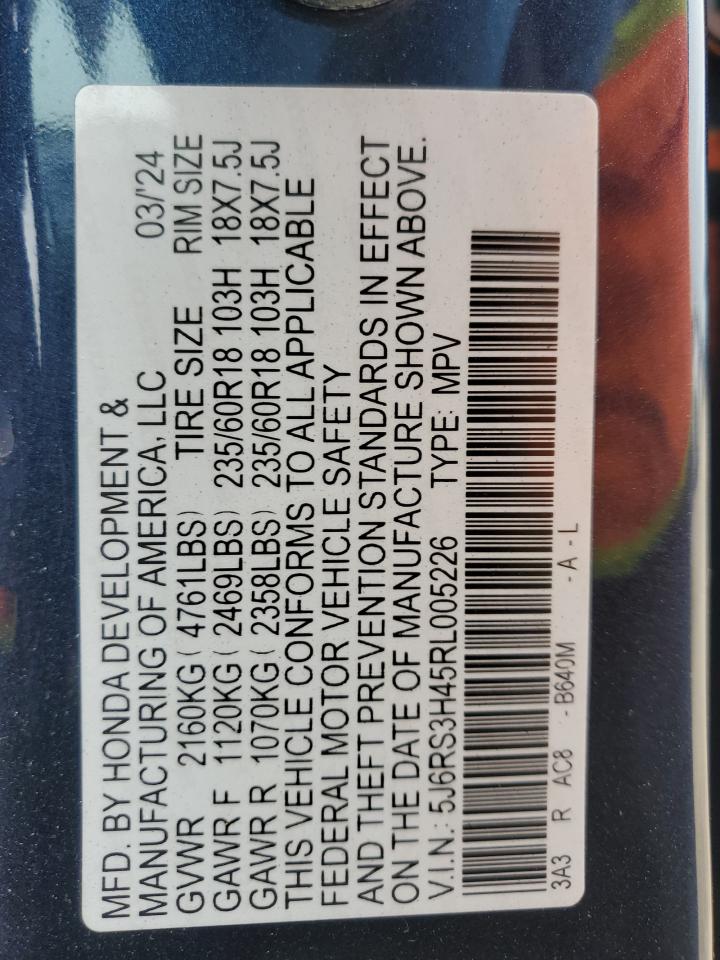 MFD. BY HONDA DEVELOPMENT &
MANUFACTURING OF AMERICA, LLC 03/'24
GVWR 2160KG ( 4761LBS) TIRE SIZE RIM SIZE
GAWR F 1120KG ( 2469LBS) 235/60R18 103H 18X7.5J
GAWR R 1070KG ( 2358LBS) 235/60R18 103H 18X7.5J
THIS VEHICLE CONFORMS TO ALL APPLICABLE
FEDERAL MOTOR VEHICLE SAFETY
AND THEFT PREVENTION STANDARDS IN EFFECT
ON THE DATE OF MANUFACTURE SHOWN ABOVE.
V.I.N.: 5J6RS3H45RL005226 TYPE: MPV
3A3 R AC8 - B640M - A - L